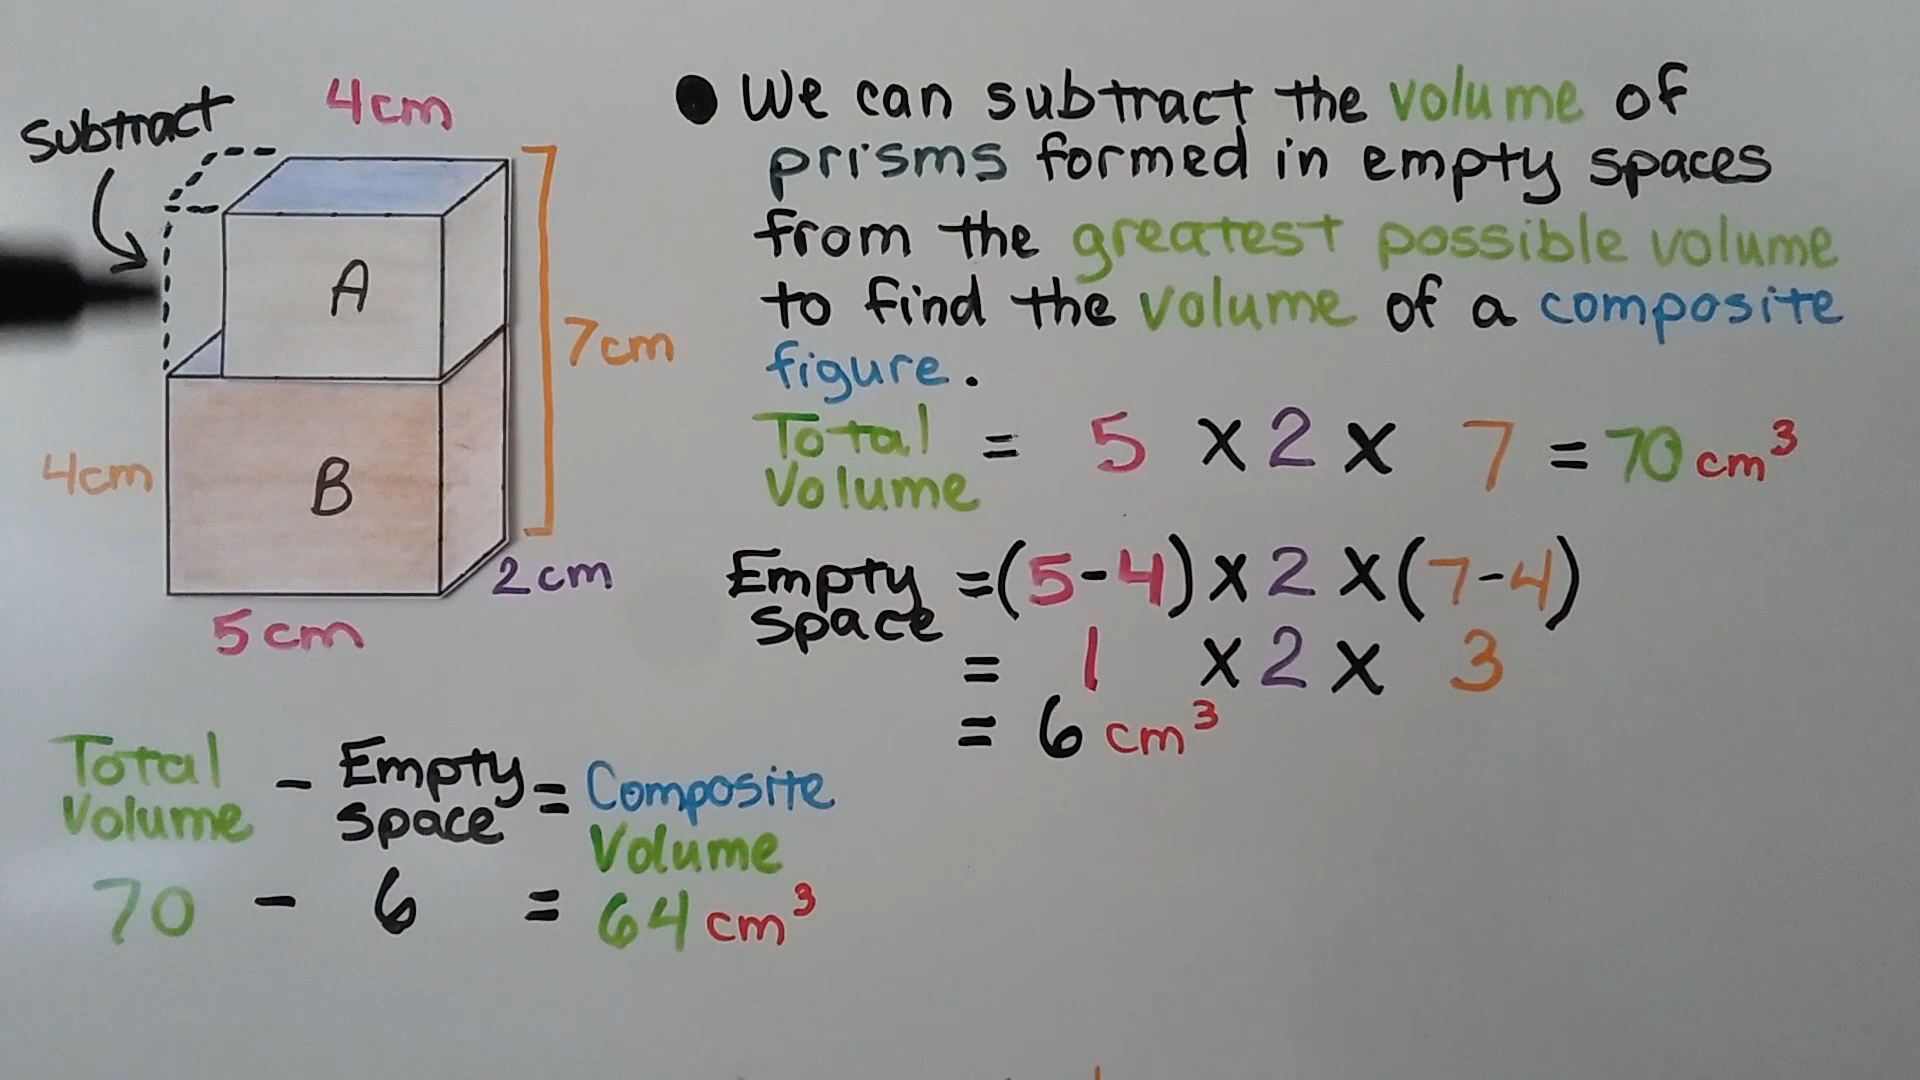 Subtract
4cm
A
7cm
4cm
B
2cm
5cm
We can subtract the volume of
prisms formed in empty spaces
from the greatest possible volume
to find the volume of a composite
figure.
Total
Volume = 5 x 2 x 7 = 70 cm³
Empty
Space = (5-4) x 2 x (7-4)
= 1 x 2 x 3
= 6 cm³
Total
Volume - Empty
Space = Composite
Volume
70 - 6 = 64 cm³